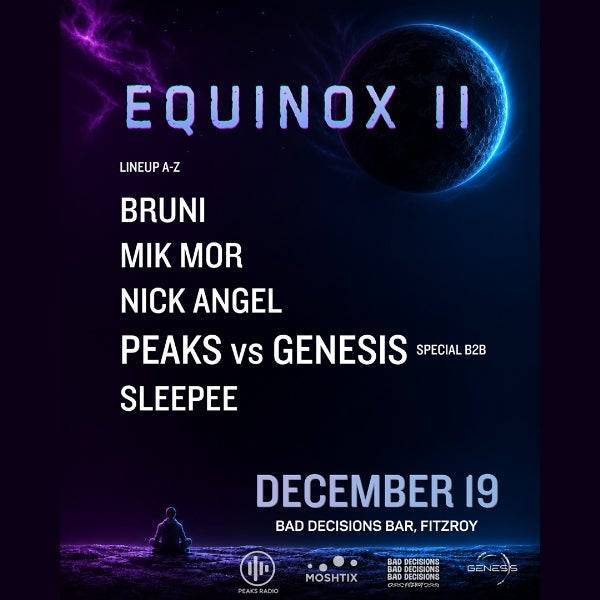 EQUINOX II
LINEUP A-Z
BRUNI
MIK MOR
NICK ANGEL
PEAKS vs GENESIS SPECIAL B2B
SLEEPEE
DECEMBER 19
BAD DECISIONS BAR, FITZROY
PEAKS RADIO
MOSHTIX
BAD DECISIONS
BAD DECISIONS
BAD DECISIONS
GENESIS